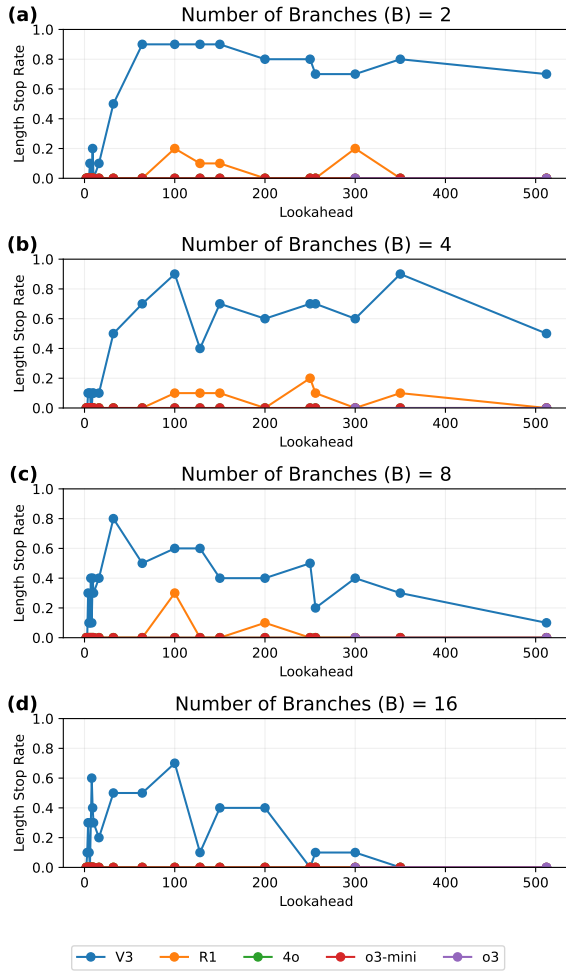 (a) Number of Branches (B) = 2
1.0
0.8
0.6
0.4
0.2
0.0
Length Stop Rate
0 100 200 300 400 500
Lookahead
(b) Number of Branches (B) = 4
1.0
0.8
0.6
0.4
0.2
0.0
Length Stop Rate
0 100 200 300 400 500
Lookahead
(c) Number of Branches (B) = 8
1.0
0.8
0.6
0.4
0.2
0.0
Length Stop Rate
0 100 200 300 400 500
Lookahead
(d) Number of Branches (B) = 16
1.0
0.8
0.6
0.4
0.2
0.0
Length Stop Rate
0 100 200 300 400 500
Lookahead
V3 R1 4o o3-mini o3